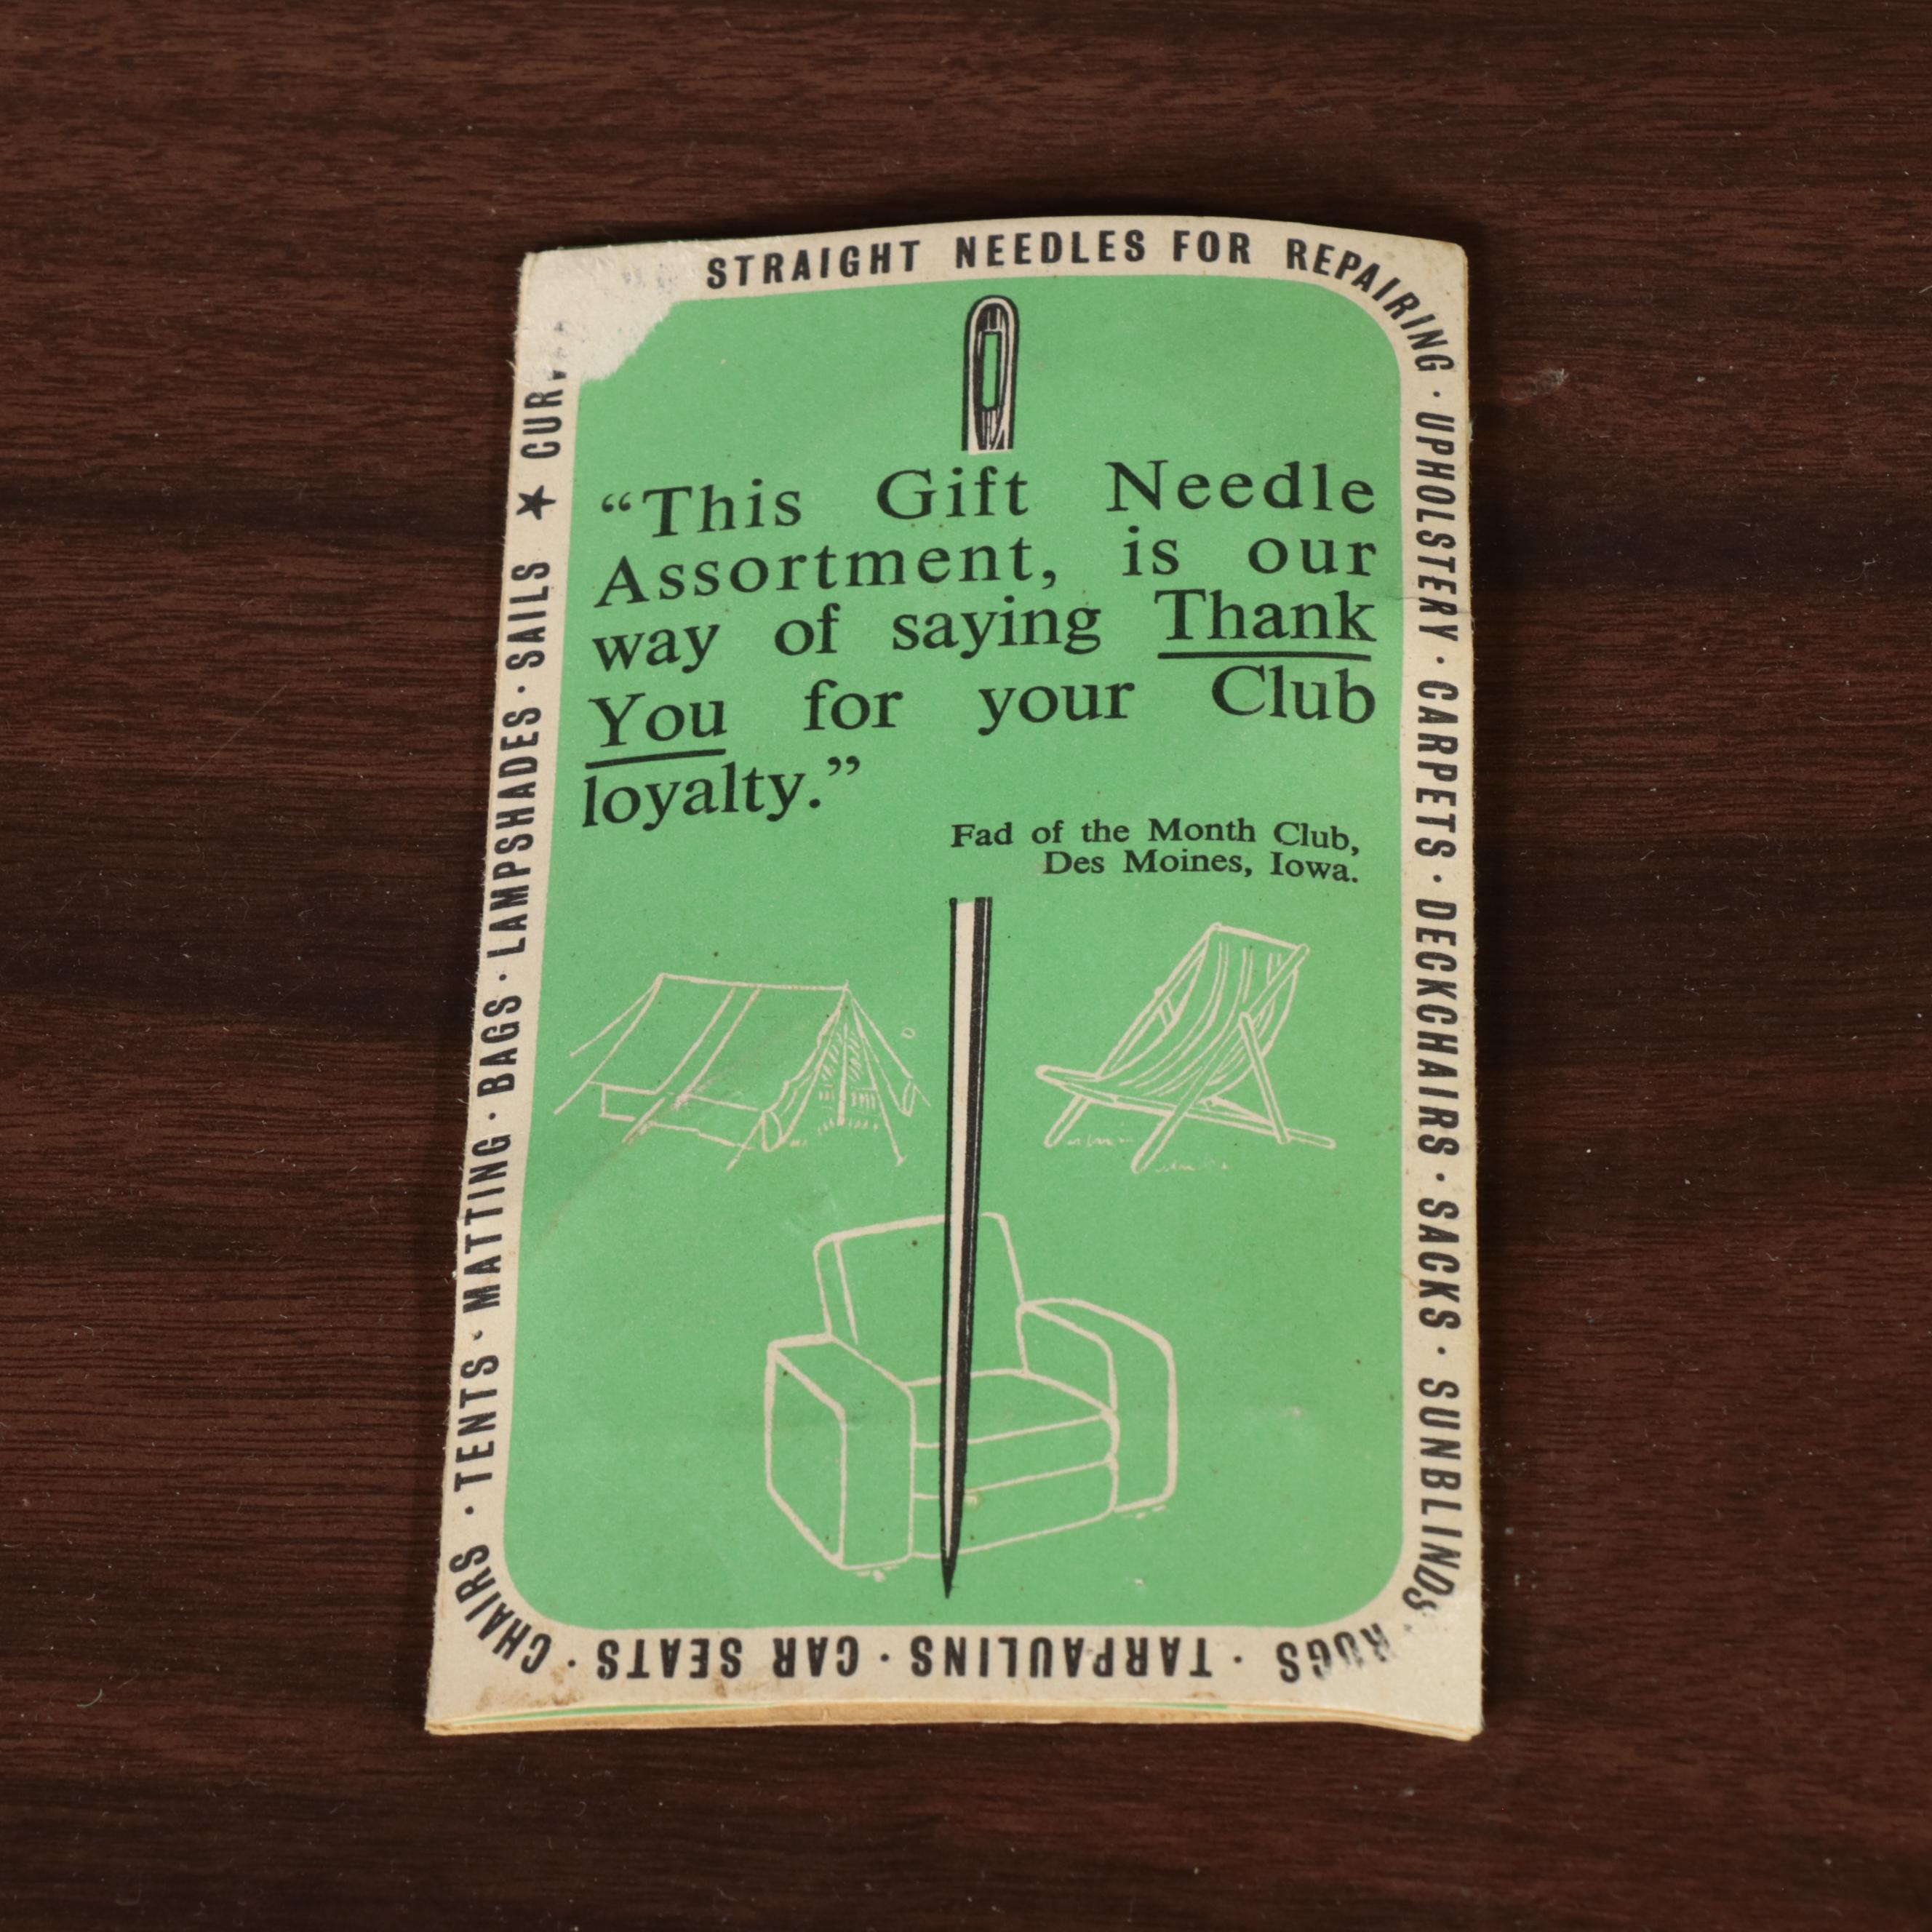 STRAIGHT NEEDLES FOR REPAIRING · UPHOLSTERY · CARPETS · DECKCHAIRS · SACKS · SUNBLINDS · RUGS · TARPAULINS · CAR SEATS · CHAIRS · TENTS · MATTING · BAGS · LAMPSHADES · SAILS ★
“This Gift Needle
Assortment, is our
way of saying Thank
You for your Club
loyalty.”
Fad of the Month Club,
Des Moines, Iowa.